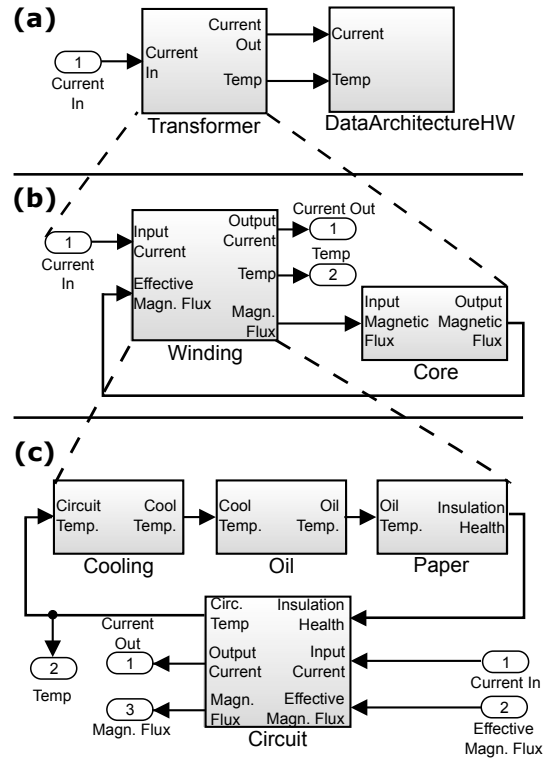 (a)
Current
Out
Current
In
Temp
Current
Temp
1
Current
In
Transformer
DataArchitectureHW
(b)
1
Current
In
Input
Current
Effective
Magn. Flux
Output
Current
Temp
Magn.
Flux
Winding
Current Out
1
Temp
2
Input
Magnetic
Flux
Output
Magnetic
Flux
Core
(c)
Circuit
Temp.
Cool
Temp.
Cooling
Cool
Temp.
Oil
Temp.
Oil
Oil
Temp.
Insulation
Health
Paper
Circ.
Temp
Insulation
Health
Output
Current
Input
Current
Magn.
Flux
Effective
Magn. Flux
Circuit
Current
Out
1
2
Temp
3
Magn. Flux
1
Current In
2
Effective
Magn. Flux